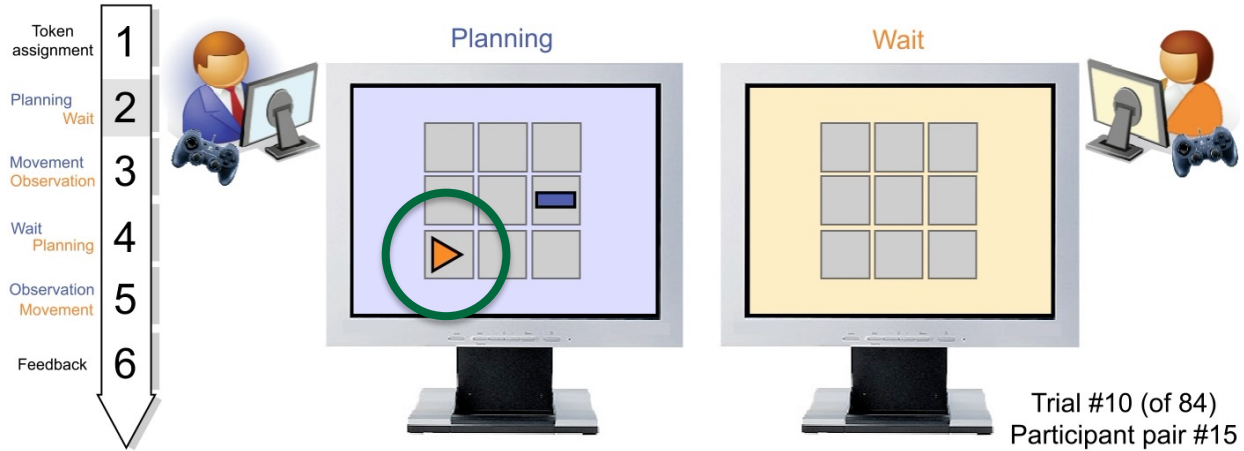 Token
assignment
1
Planning
Wait
2
Movement
Observation
3
Wait
Planning
4
Observation
Movement
5
Feedback
6
Planning
Wait
Trial #10 (of 84)
Participant pair #15